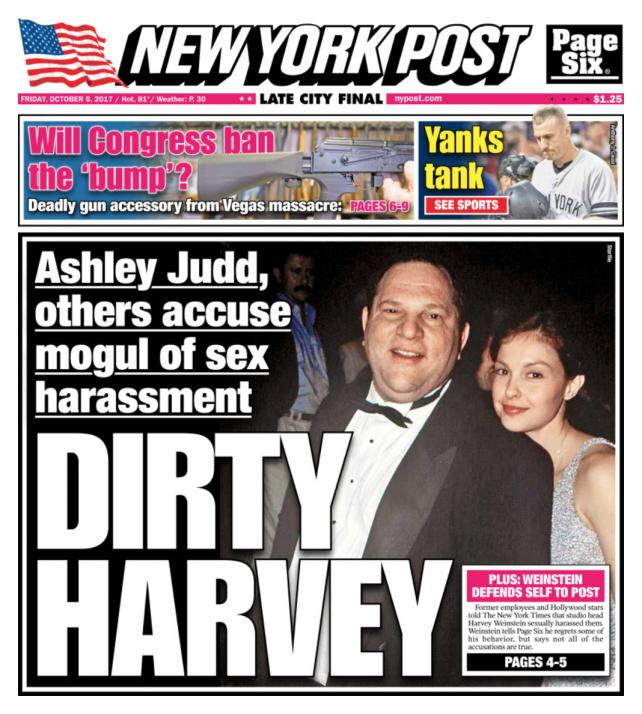 NEW YORK POST
Page
Six®
FRIDAY, OCTOBER 6, 2017 / Hot, 81° / Weather: P. 30
★★ LATE CITY FINAL
nypost.com
$1.25
Will Congress ban
the 'bump'?
Deadly gun accessory from Vegas massacre: PAGES 6-9
Yanks
tank
SEE SPORTS
YORK
Ashley Judd,
others accuse
mogul of sex
harassment
Starfile
DIRTY
HARVEY
PLUS: WEINSTEIN
DEFENDS SELF TO POST
Former employees and Hollywood stars
told The New York Times that studio head
Harvey Weinstein sexually harassed them.
Weinstein tells Page Six he regrets some of
his behavior, but says not all of the
accusations are true.
PAGES 4-5